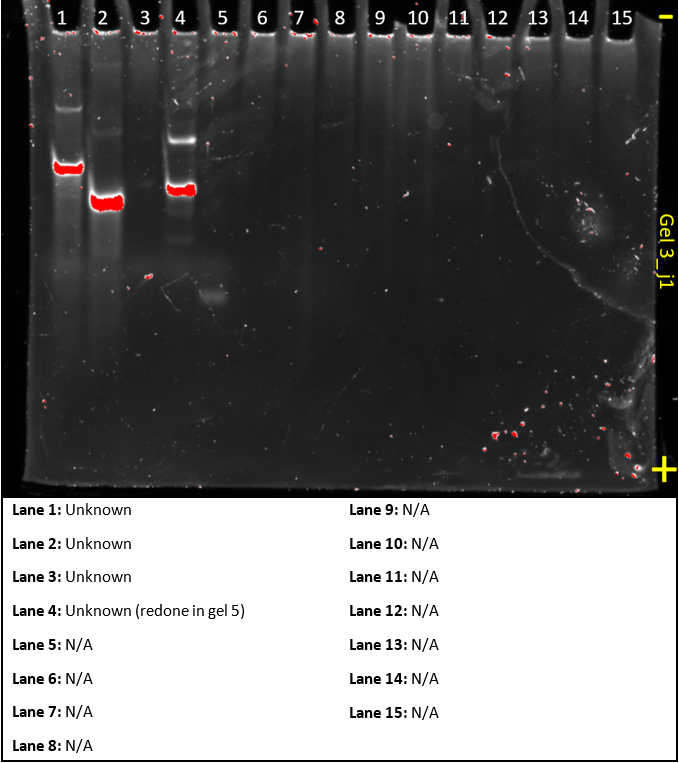 1 2 3 4 5 6 7 8 9 10 11 12 13 14 15
−
Gel 3_j1
+
Lane 1: Unknown
Lane 2: Unknown
Lane 3: Unknown
Lane 4: Unknown (redone in gel 5)
Lane 5: N/A
Lane 6: N/A
Lane 7: N/A
Lane 8: N/A
Lane 9: N/A
Lane 10: N/A
Lane 11: N/A
Lane 12: N/A
Lane 13: N/A
Lane 14: N/A
Lane 15: N/A